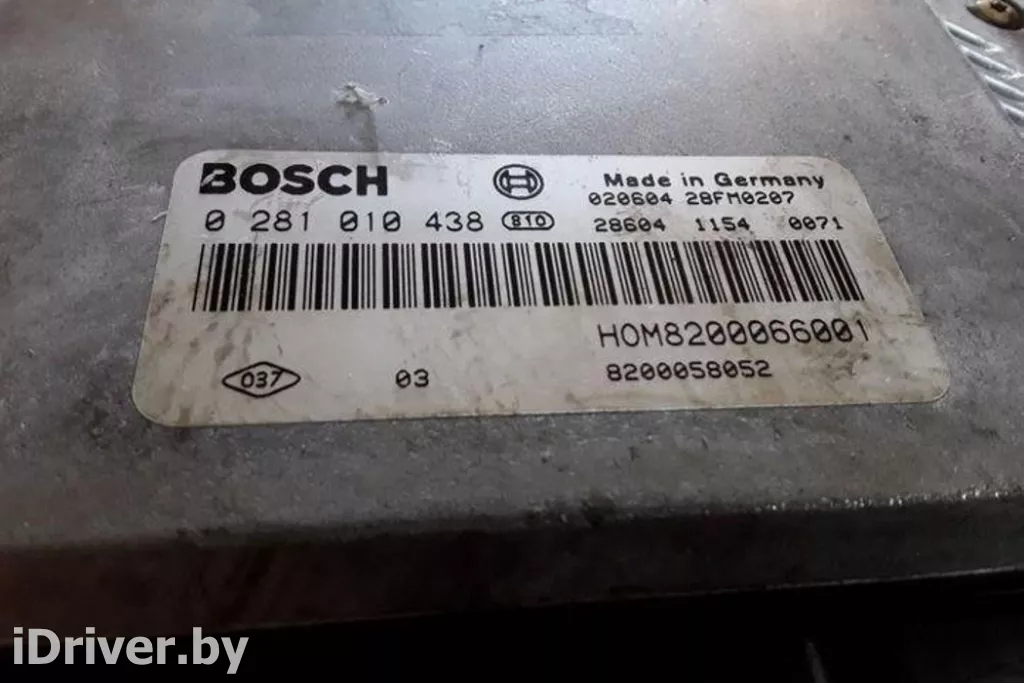 BOSCH
Made in Germany
020604 28FM0207
0 281 010 438 810
28604 1154 0071
HOM8200066001
037 03 8200058052
iDriver.by